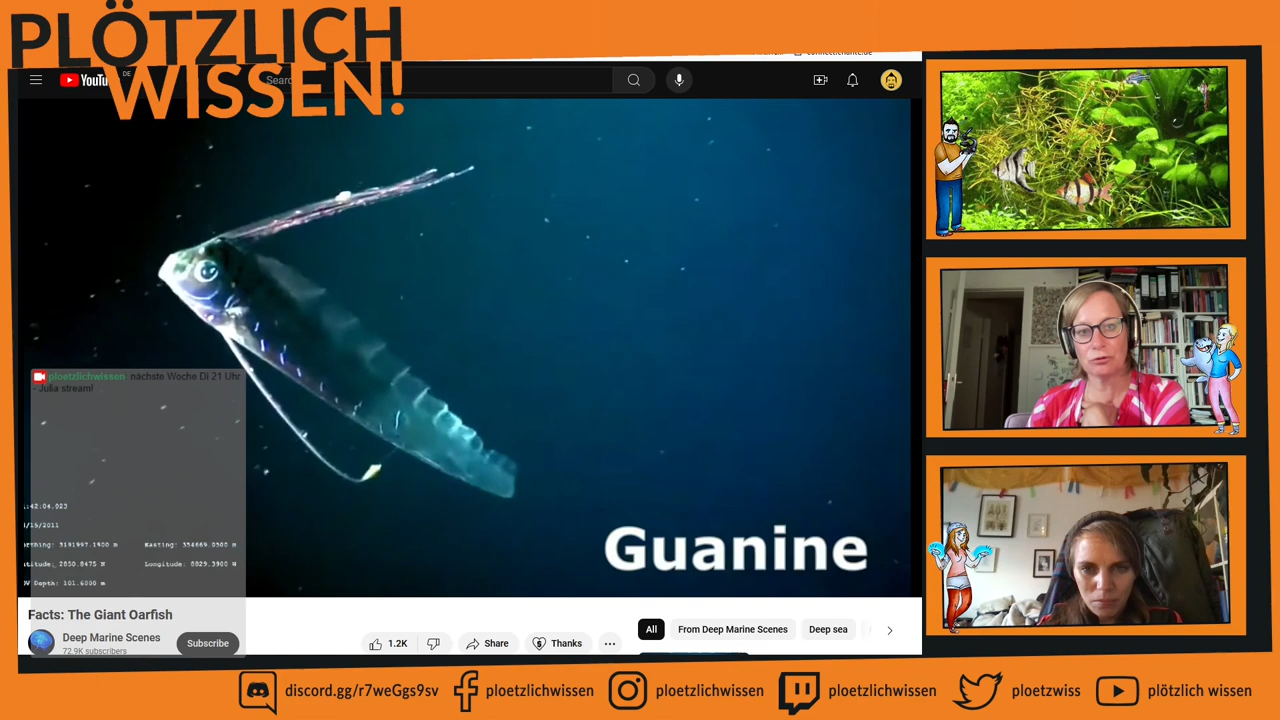 PLÖTZLICH
WISSEN!
DE
YouTu
Searc
ploetzlichwissen: nächste Woche Di 21 Uhr
- Julia stream!
Guanine
Facts: The Giant Oarfish
Deep Marine Scenes
72.9K subscribers
Subscribe
1.2K
Share
Thanks
All
From Deep Marine Scenes
Deep sea
discord.gg/r7weGgs9sv
ploetzlichwissen
ploetzlichwissen
ploetzlichwissen
ploetzwiss
plötzlich wissen